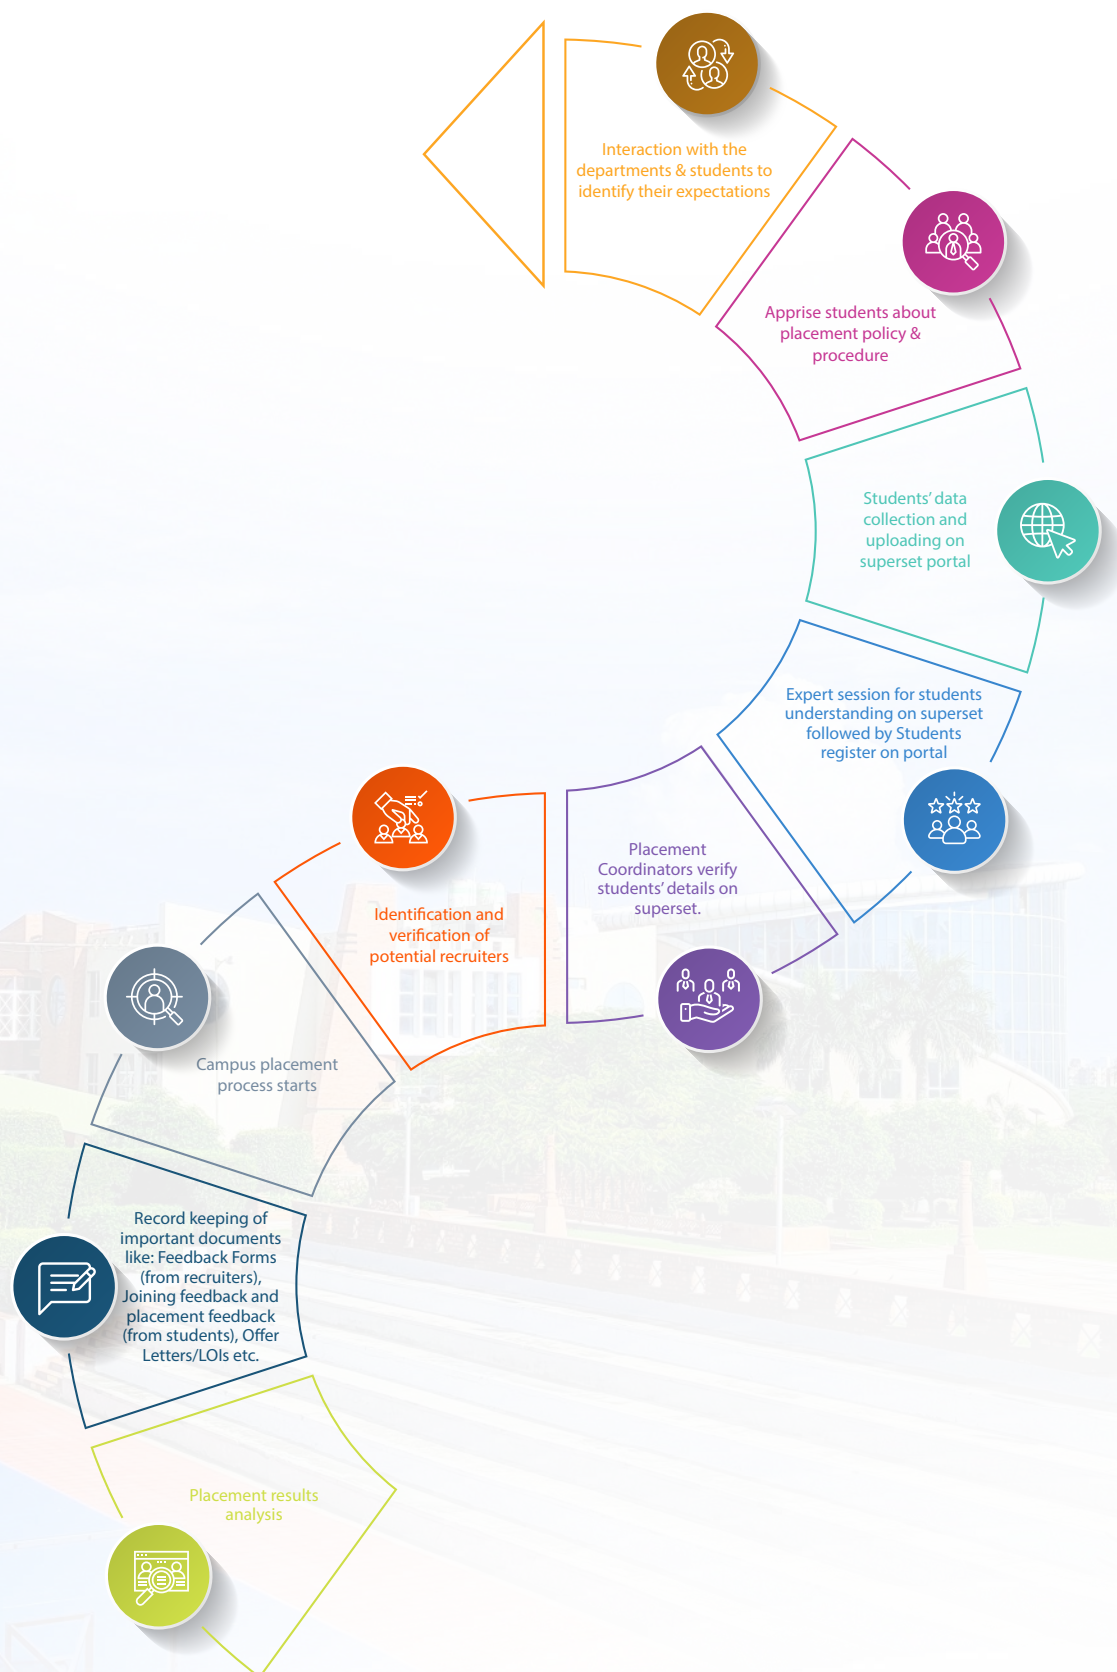 Interaction with the
departments & students to
identify their expectations
Apprise students about
placement policy &
procedure
Students' data
collection and
uploading on
superset portal
Expert session for students
understanding on superset
followed by Students
register on portal
Placement
Coordinators verify
students' details on
superset.
Identification and
verification of
potential recruiters
Campus placement
process starts
Record keeping of
important documents
like: Feedback Forms
(from recruiters),
Joining feedback and
placement feedback
(from students), Offer
Letters/LOIs etc.
Placement results
analysis